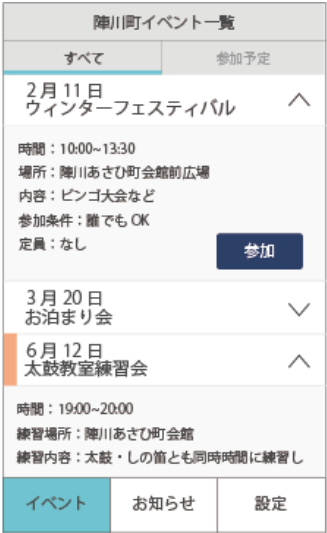 陣川町イベント一覧
すべて
参加予定
2月11日
ウィンターフェスティバル
時間：10:00~13:30
場所：陣川あさひ町会館前広場
内容：ビンゴ大会など
参加条件：誰でもOK
定員：なし
参加
3月20日
お泊まり会
6月12日
太鼓教室練習会
時間：19:00~20:00
練習場所：陣川あさひ町会館
練習内容：太鼓・しの笛とも同時時間に練習し
イベント
お知らせ
設定